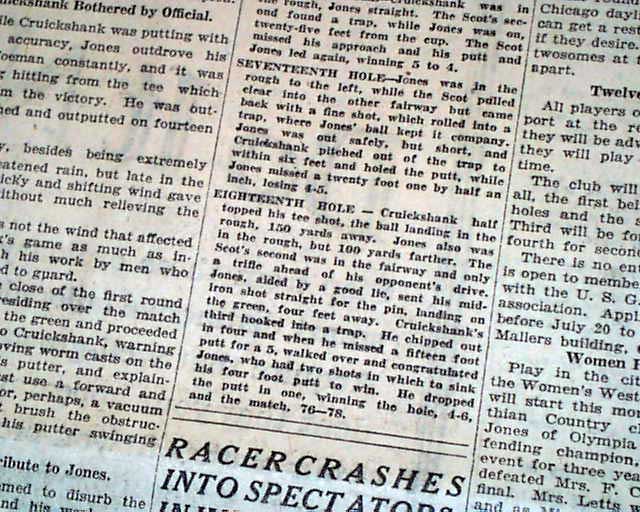 ckshank Bothered by Official.
ile Cruickshank was putting with
accuracy, Jones outdrove his
foeman constantly, and it was
hitting from the tee which
m the victory. He was out-
ed and outputted on fourteen
y, besides being extremely
eatened rain, but late in the
icky and shifting wind gave
ithout much relieving the
s not the wind that affected
's game as much as in-
h his work by men who
ed to guard.
close of the first round
residing over the match
the green and proceeded
o Cruickshank, warning
oving worm casts on the
s putter, and explain-
st use a forward and
or, perhaps, a vacuum
brush the obstruc-
his putter swinging
ribute to Jones.
med to disturb the
rough, Jones straight. The Scot's sec-
ond found a trap, while Jones was on,
twenty-five feet from the cup. The Scot
missed his approach and his putt and
Jones led again, winning 5 to 4.
SEVENTEENTH HOLE—Jones was in the
rough to the left, while the Scot pulled
clear into the other fairway but came
back with a fine shot, which rolled into a
trap, where Jones' ball kept it company.
Jones was out safely, but short, and
Cruickshank pitched out of the trap to
within six feet and holed the putt, while
Jones missed a twenty foot one by half an
inch, losing 4-5.
EIGHTEENTH HOLE — Cruickshank half
topped his tee shot, the ball landing in the
rough, 150 yards away. Jones also was
in the rough, but 100 yards farther. The
Scot's second was in the fairway and only
a trifle ahead of his opponent's drive.
Jones, aided by a good lie, sent his mid-
iron shot straight for the pin, landing on
the green, four feet away. Cruickshank's
third hooked into a trap. He chipped out
in four and when he missed a fifteen foot
putt for a 5, walked over and congratulated
Jones, who had two shots in which to sink
his four foot putt to win. He dropped
the putt in one, winning the hole, 4-6,
and the match, 76—78.
RACER CRASHES
INTO SPECTATORS
Chicago dayl
can get a rest
if they desire
twosomes at t
apart.
Twelve
All players o
port at the ro
they will be adv
they will play
time.
The club will
all, the first bei
holes and the s
Third will be fo
fourth for secon
There is no en
is open to membe
with the U. S. G.
association. Appl
before July 20 to
Mallers building,
Women
Play in the ci
the Women's West
will start this mo
thian Country cl
Jones of Olympia
fending champion,
event for three yea
defeated Mrs. F. C
final. Mrs. Letts w